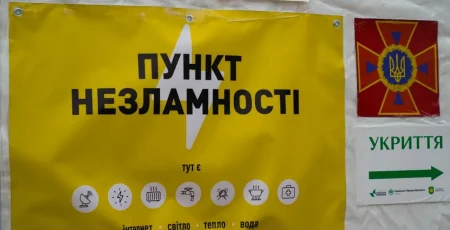 ПУНКТ
НЕЗЛАМНОСТІ
тут є
інтернет • світло • тепло • вода
УКРИТТЯ